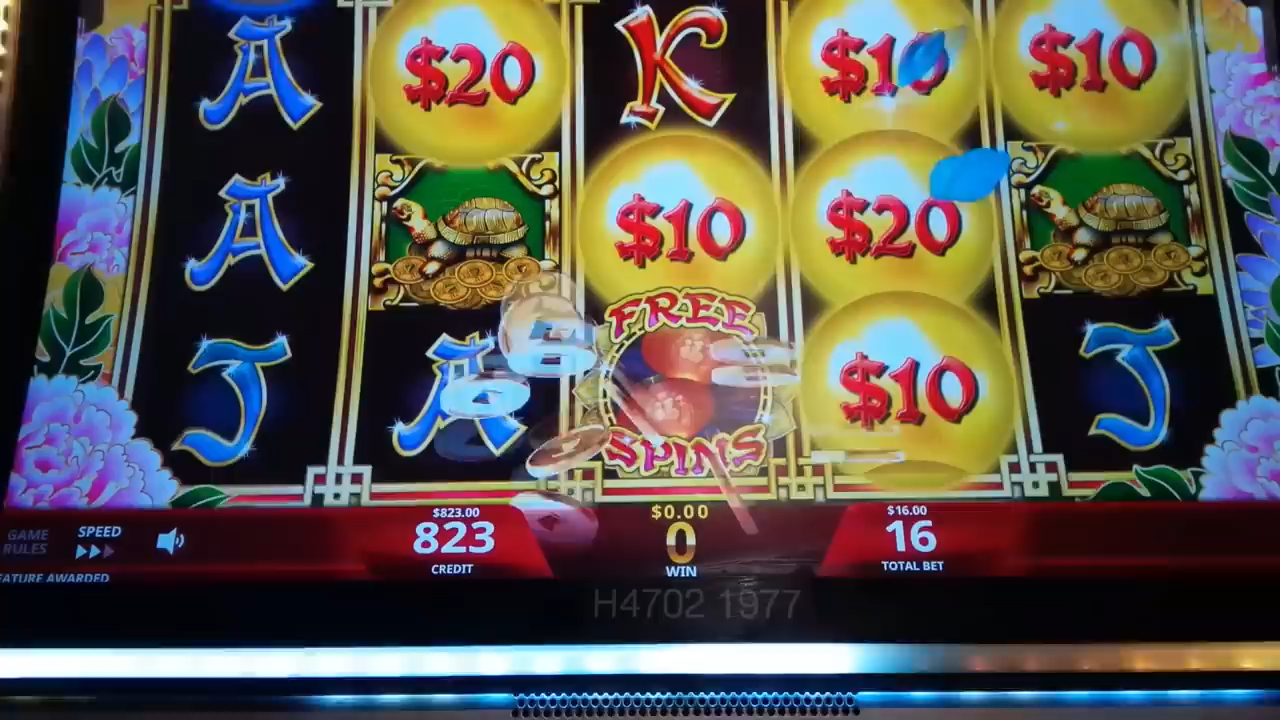 A $20 K $10 $10
A $10 $20
FREE
J A SPINS $10 J
GAME RULES
SPEED
$823.00
823
CREDIT
$0.00
0
WIN
$16.00
16
TOTAL BET
EATURE AWARDED
H4702 1977